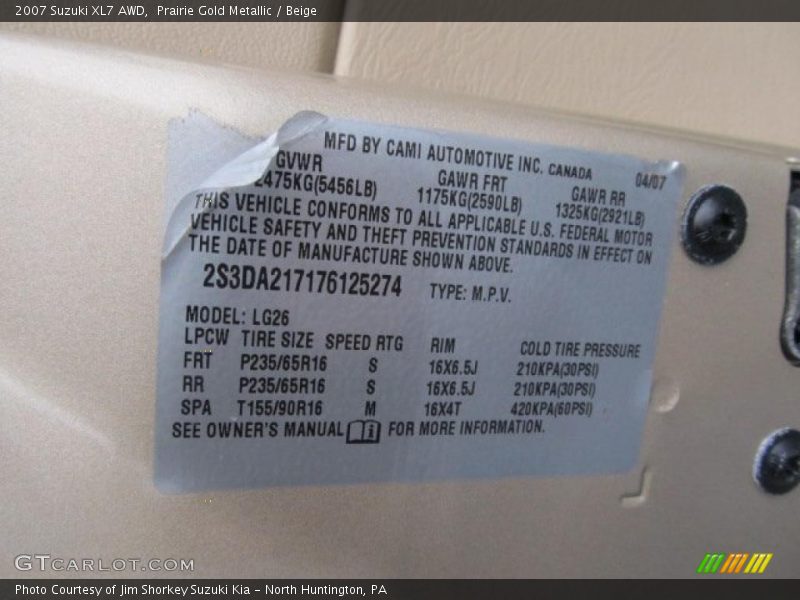 2007 Suzuki XL7 AWD, Prairie Gold Metallic / Beige
MFD BY CAMI AUTOMOTIVE INC. CANADA 04/07
GVWR GAWR FRT GAWR RR
2475KG(5456LB) 1175KG(2590LB) 1325KG(2921LB)
THIS VEHICLE CONFORMS TO ALL APPLICABLE U.S. FEDERAL MOTOR
VEHICLE SAFETY AND THEFT PREVENTION STANDARDS IN EFFECT ON
THE DATE OF MANUFACTURE SHOWN ABOVE.
2S3DA217176125274 TYPE: M.P.V.
MODEL: LG26
LPCW TIRE SIZE SPEED RTG RIM COLD TIRE PRESSURE
FRT P235/65R16 S 16X6.5J 210KPA(30PSI)
RR P235/65R16 S 16X6.5J 210KPA(30PSI)
SPA T155/90R16 M 16X4T 420KPA(60PSI)
SEE OWNER'S MANUAL i FOR MORE INFORMATION.
GTCARLOT.COM
Photo Courtesy of Jim Shorkey Suzuki Kia - North Huntington, PA